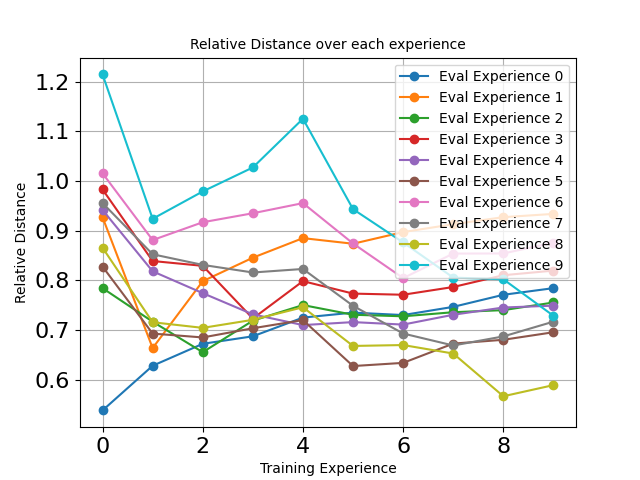 Relative Distance over each experience
Relative Distance
1.2
1.1
1.0
0.9
0.8
0.7
0.6
0
2
4
6
8
Training Experience
Eval Experience 0
Eval Experience 1
Eval Experience 2
Eval Experience 3
Eval Experience 4
Eval Experience 5
Eval Experience 6
Eval Experience 7
Eval Experience 8
Eval Experience 9